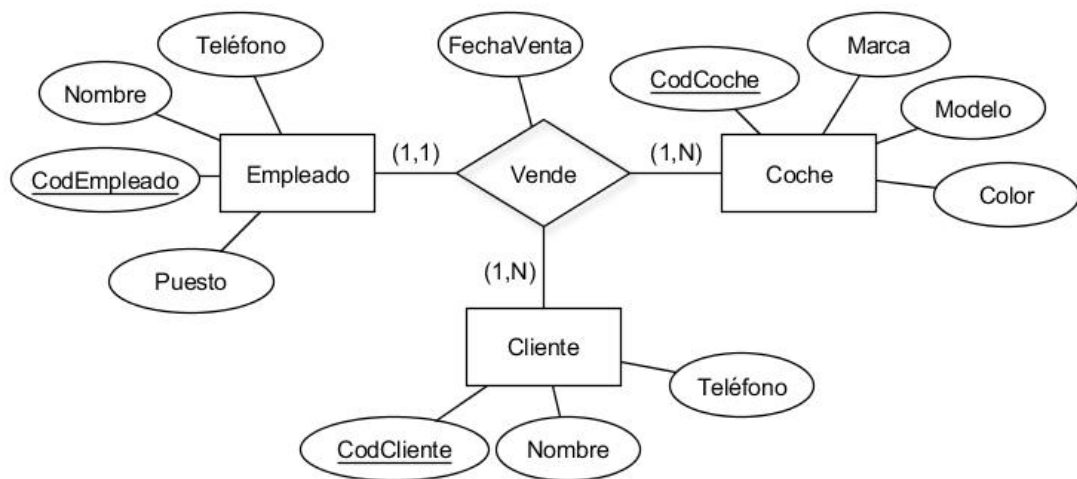 Teléfono
FechaVenta
Marca
CodCoche
Nombre
Modelo
(1,1)
(1,N)
Empleado
Vende
Coche
CodEmpleado
Color
Puesto
(1,N)
Cliente
Teléfono
CodCliente
Nombre